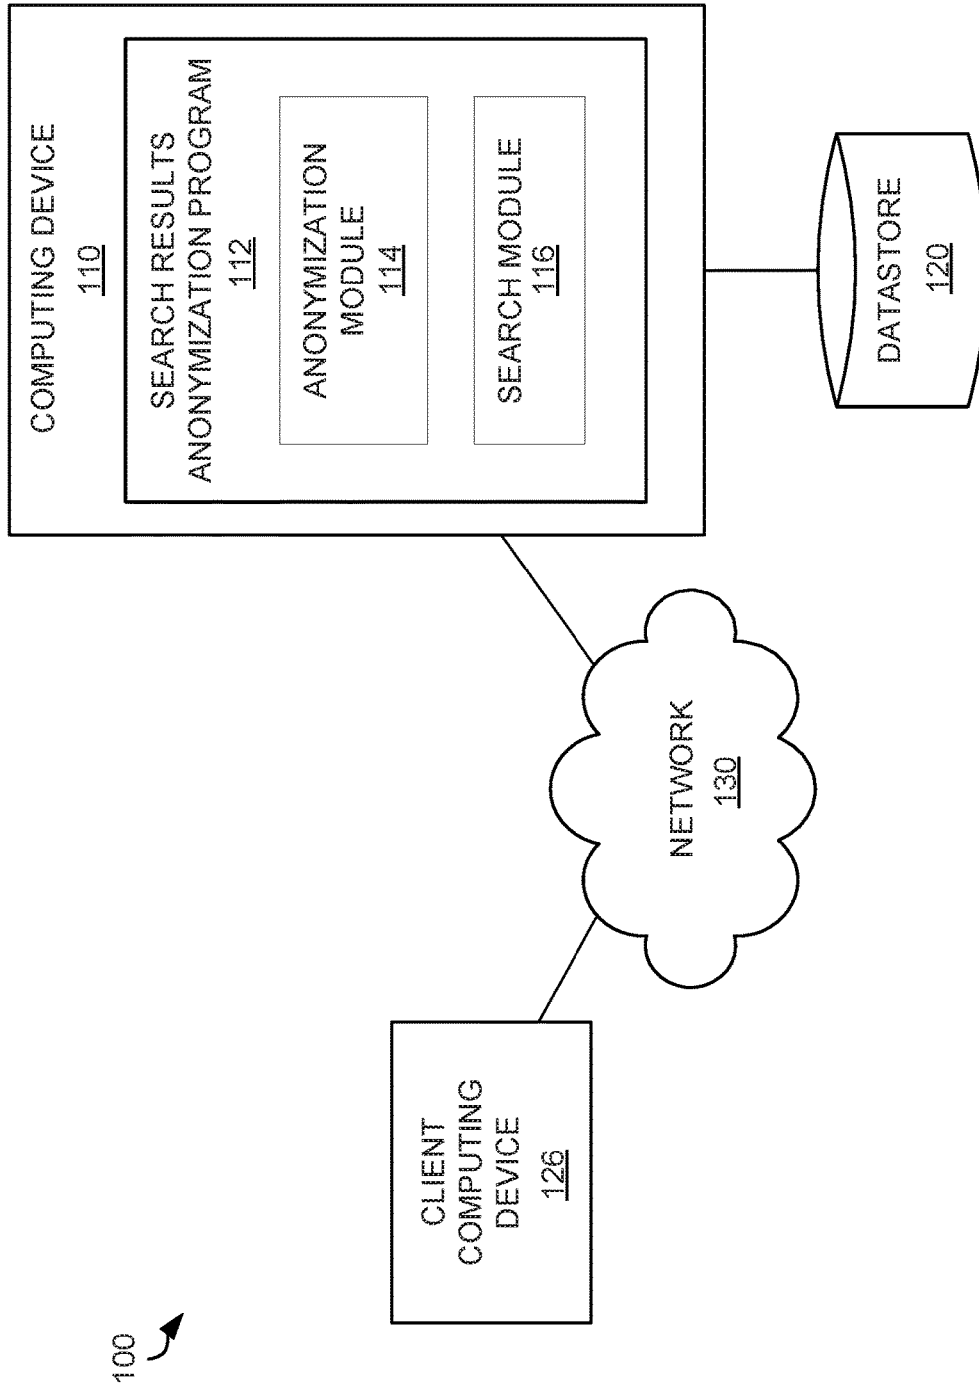 100
CLIENT
COMPUTING
DEVICE
126
NETWORK
130
COMPUTING DEVICE
110
SEARCH RESULTS
ANONYMIZATION PROGRAM
112
ANONYMIZATION
MODULE
114
SEARCH MODULE
116
DATASTORE
120